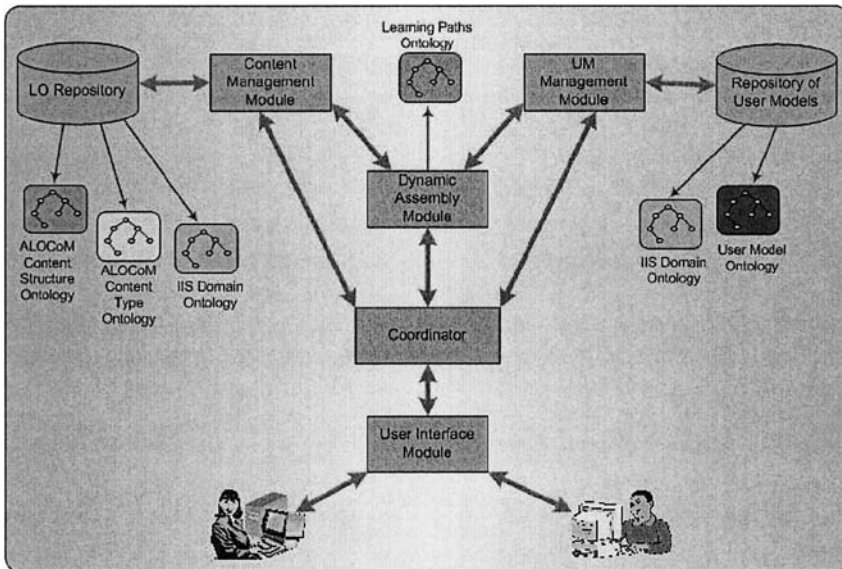 Learning Paths
Ontology
LO Repository
Content
Management
Module
UM
Management
Module
Repository of
User Models
Dynamic
Assembly
Module
ALOCoM
Content
Structure
Ontology
ALOCoM
Content
Type
Ontology
IIS Domain
Ontology
IIS Domain
Ontology
User Model
Ontology
Coordinator
User Interface
Module